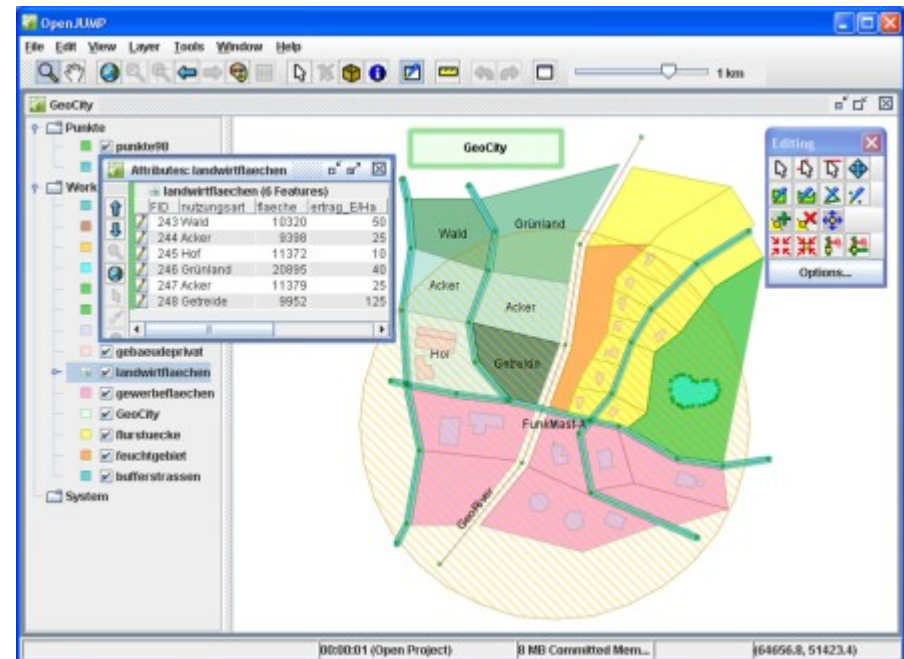 OpenJUMP
File Edit View Layer Tools Window Help
1 km
GeoCity
Punkte
punkte90
Work
Attributes: landwirtflaechen
landwirtflaechen (6 Features)
FID nutzungsart flaeche ertrag_E/Ha
243 Wald 10320 50
244 Acker 9398 25
245 Hof 11372 10
246 Grünland 20895 40
247 Acker 11379 25
248 Getreide 9952 125
gebaeudeprivat
landwirtflaechen
gewerbeflaechen
GeoCity
flurstuecke
feuchtgebiet
bufferstrassen
System
GeoCity
Wald
Grünland
Acker
Acker
Hof
Getreide
FunkMast-A
GeoRiver
Editing
Options...
00:00:01 (Open Project) 8 MB Committed Mem... (64656.8, 51423.4)